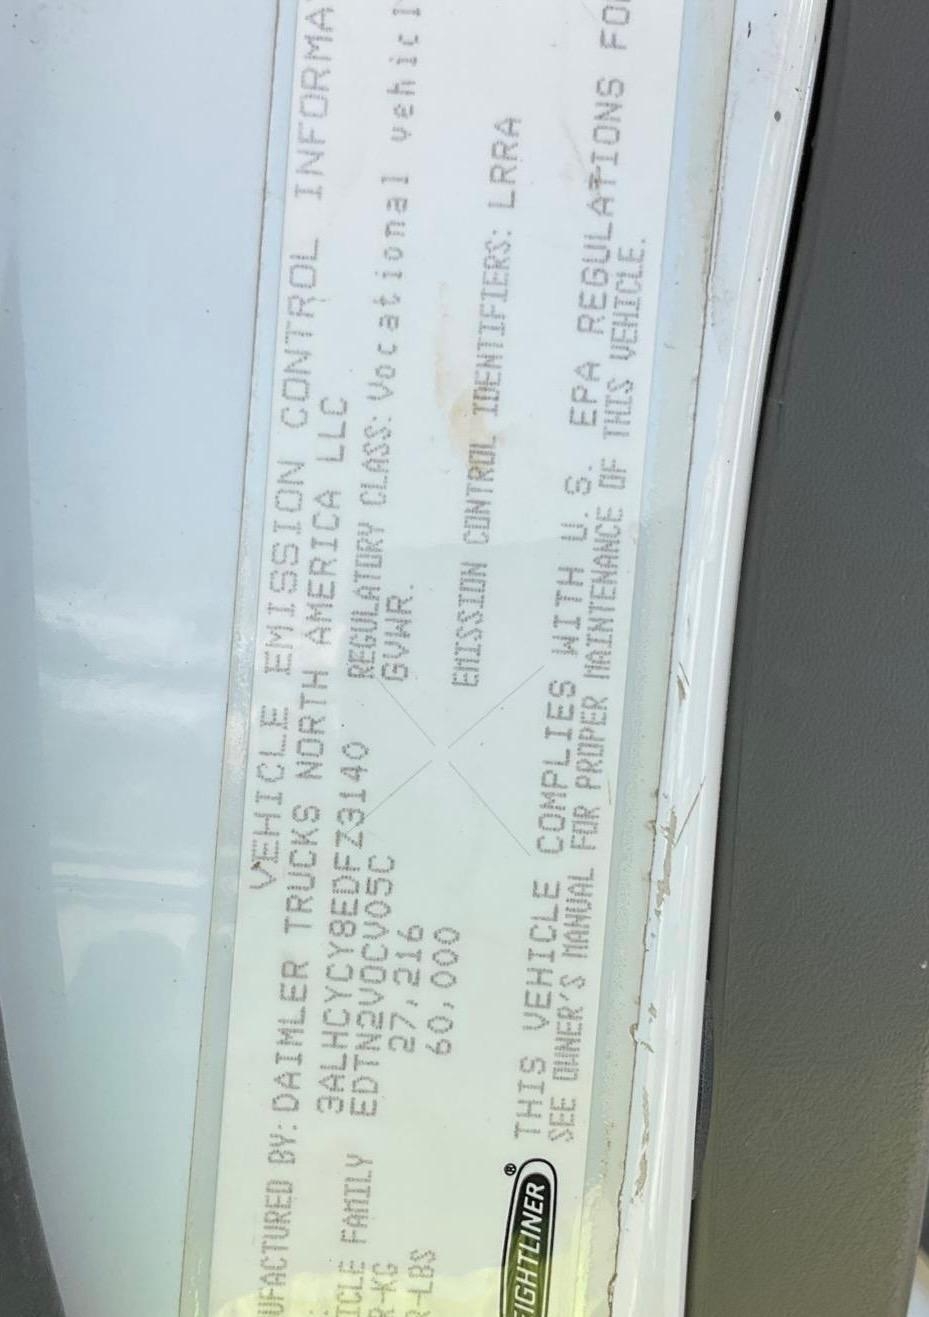 VEHICLE EMISSION CONTROL INFORMA
UFACTURED BY: DAIMLER TRUCKS NORTH AMERICA LLC
3ALHCYCY8EDFZ3140 REGULATORY CLASS: Vocational vehicl
ICLE FAMILY EDTN2VOCV05C GVWR.
R-KG 27,216
R-LBS 60,000 EMISSION CONTROL IDENTIFIERS: LRRA
THIS VEHICLE COMPLIES WITH U.S. EPA REGULATIONS FO
SEE OWNER'S MANUAL FOR PROPER MAINTENANCE OF THIS VEHICLE.
EIGHTLINER®